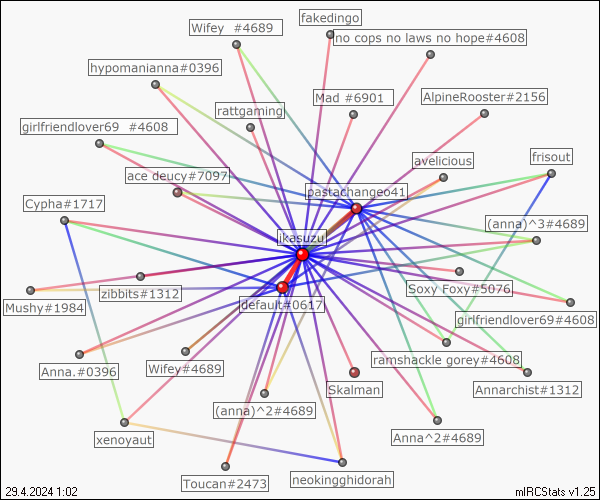 fakedingo
Wifey #4689
no cops no laws no hope#4608
hypomanianna#0396
Mad #6901
AlpineRooster#2156
rattgaming
girlfriendlover69 #4608
avelicious
frisout
ace deucy#7097
pastachangeo41
Cypha#1717
(anna)^3#4689
ikasuzu
Soxy Foxy#5076
zibbits#1312
Mushy#1984
default#0617
girlfriendlover69#4608
ramshackle gorey#4608
Anna.#0396
Wifey#4689
Skalman
Annarchist#1312
(anna)^2#4689
xenoyaut
Anna^2#4689
Toucan#2473
neokingghidorah
29.4.2024 1:02
mIRCStats v1.25